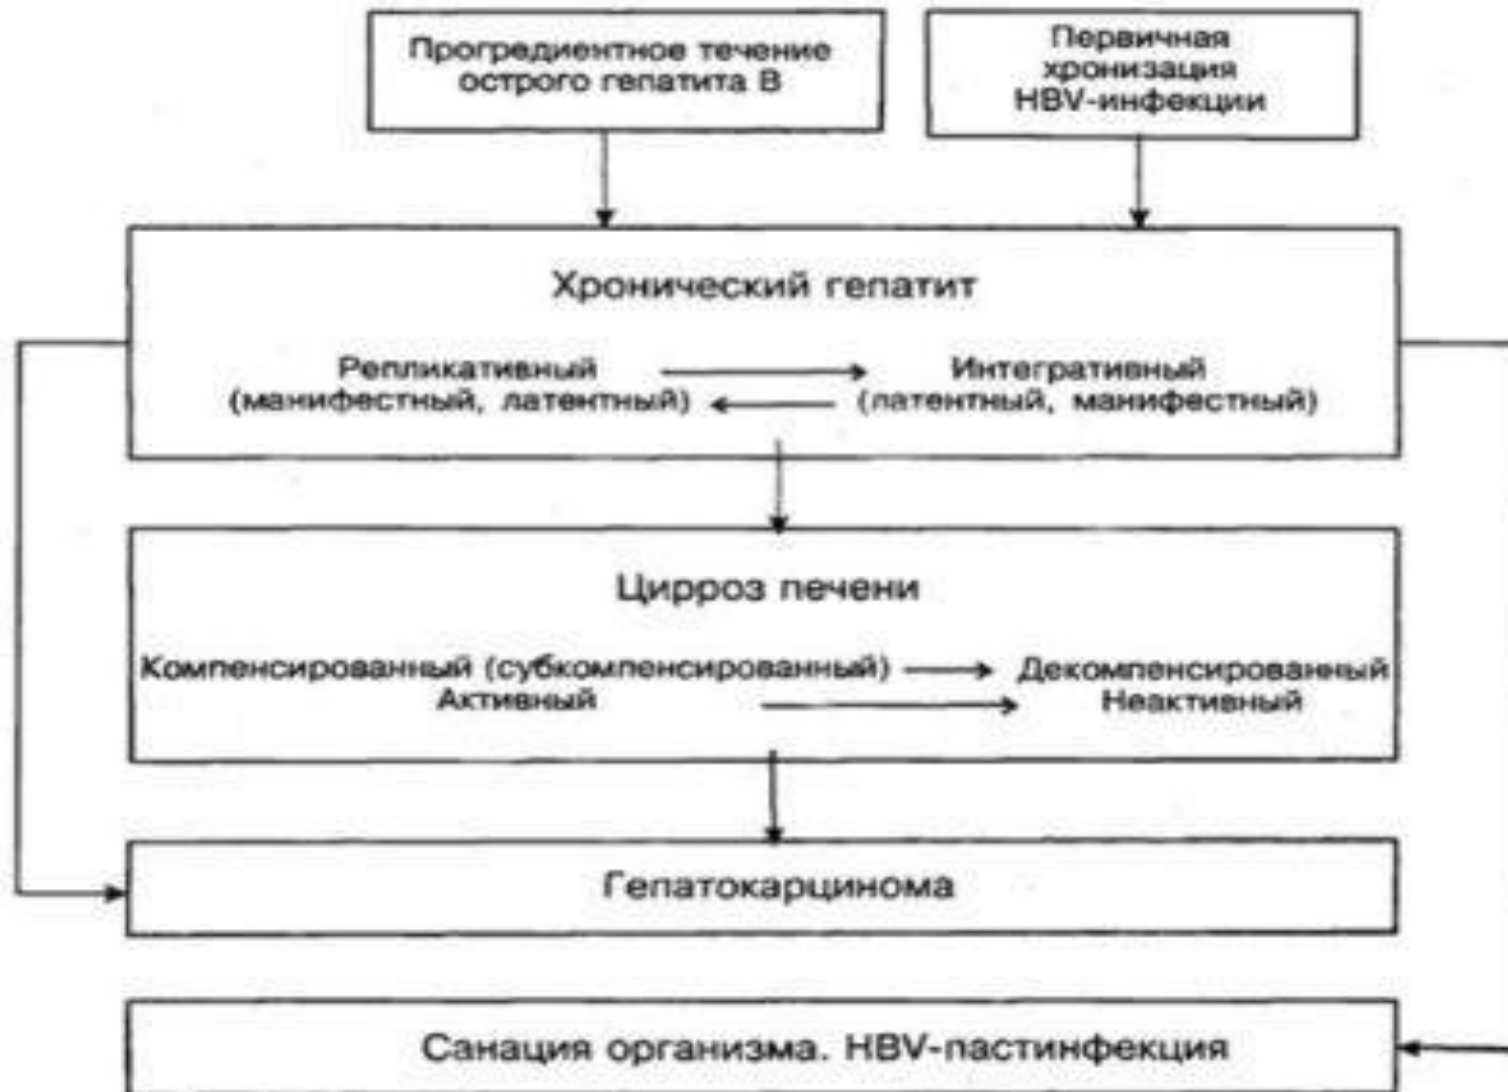 Прогредиентное течение
острого гепатита В
Первичная
хронизация
HBV-инфекции
Хронический гепатит
Репликативный
(манифестный, латентный)
Интегративный
(латентный, манифестный)
Цирроз печени
Компенсированный (субкомпенсированный)
Активный
Декомпенсированный
Неактивный
Гепатокарцинома
Санация организма. HBV-пастинфекция